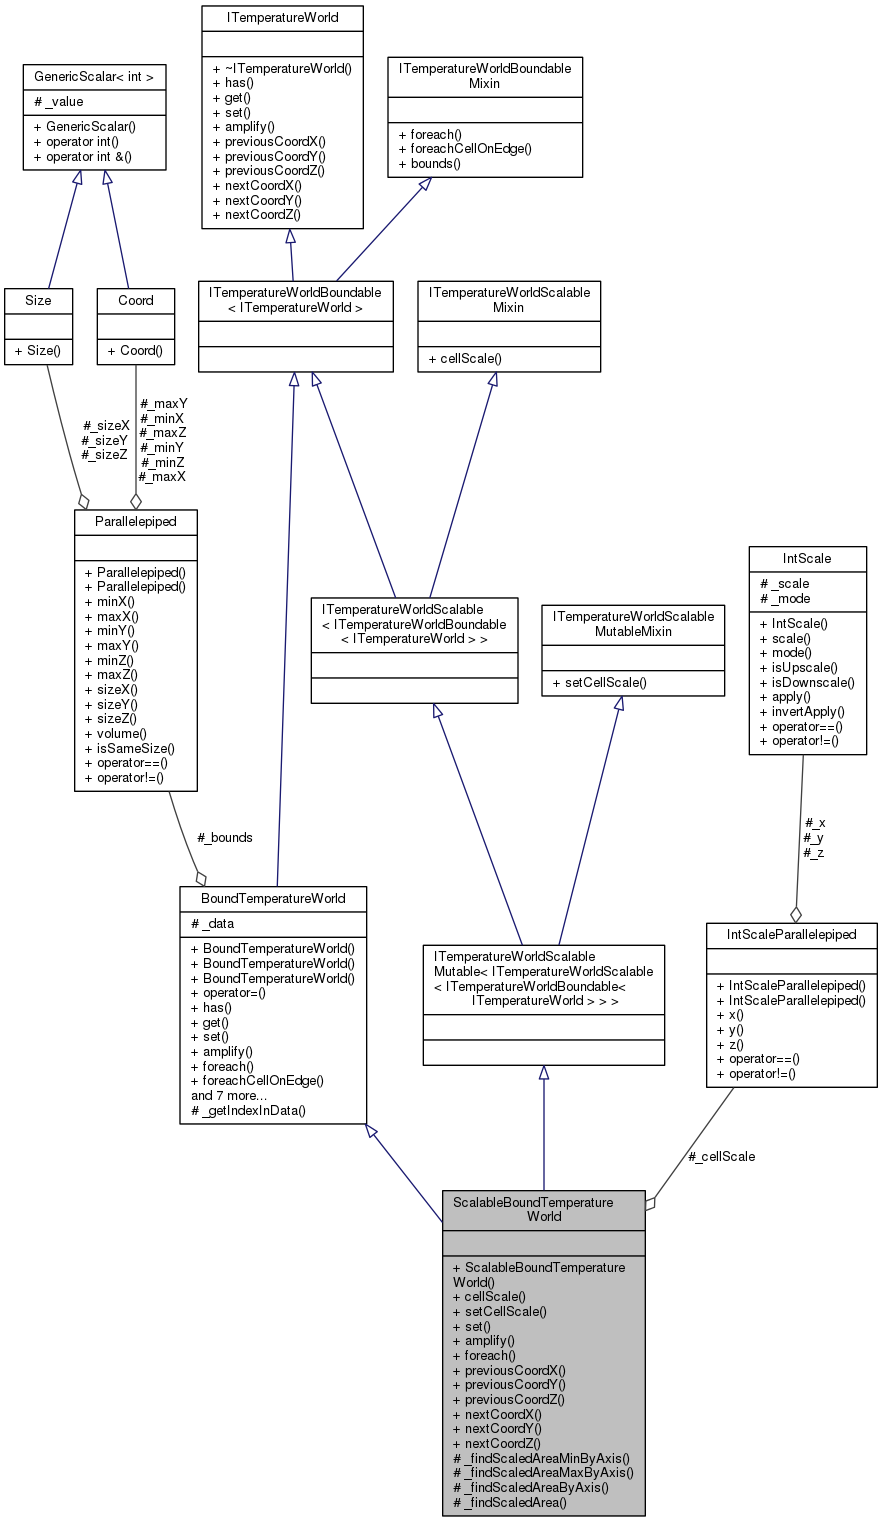 ITemperatureWorld
+ ~ITemperatureWorld()
+ has()
+ get()
+ set()
+ amplify()
+ previousCoordX()
+ previousCoordY()
+ previousCoordZ()
+ nextCoordX()
+ nextCoordY()
+ nextCoordZ()
ITemperatureWorldBoundable
Mixin
+ foreach()
+ foreachCellOnEdge()
+ bounds()
GenericScalar< int >
# _value
+ GenericScalar()
+ operator int()
+ operator int &()
Size
+ Size()
Coord
+ Coord()
ITemperatureWorldBoundable
< ITemperatureWorld >
ITemperatureWorldScalable
Mixin
+ cellScale()
#_sizeX
#_sizeY
#_sizeZ
#_maxY
#_minX
#_maxZ
#_minY
#_minZ
#_maxX
Parallelepiped
+ Parallelepiped()
+ Parallelepiped()
+ minX()
+ maxX()
+ minY()
+ maxY()
+ minZ()
+ maxZ()
+ sizeX()
+ sizeY()
+ sizeZ()
+ volume()
+ isSameSize()
+ operator==()
+ operator!=()
ITemperatureWorldScalable
< ITemperatureWorldBoundable
< ITemperatureWorld > >
ITemperatureWorldScalable
MutableMixin
+ setCellScale()
IntScale
# _scale
# _mode
+ IntScale()
+ scale()
+ mode()
+ isUpscale()
+ isDownscale()
+ apply()
+ invertApply()
+ operator==()
+ operator!=()
#_bounds
#_x
#_y
#_z
BoundTemperatureWorld
# _data
+ BoundTemperatureWorld()
+ BoundTemperatureWorld()
+ BoundTemperatureWorld()
+ operator=()
+ has()
+ get()
+ set()
+ amplify()
+ foreach()
+ foreachCellOnEdge()
and 7 more...
# _getIndexInData()
ITemperatureWorldScalable
Mutable< ITemperatureWorldScalable
< ITemperatureWorldBoundable<
ITemperatureWorld > > >
IntScaleParallelepiped
+ IntScaleParallelepiped()
+ IntScaleParallelepiped()
+ x()
+ y()
+ z()
+ operator==()
+ operator!=()
#_cellScale
ScalableBoundTemperature
World
+ ScalableBoundTemperature
World()
+ cellScale()
+ setCellScale()
+ set()
+ amplify()
+ foreach()
+ previousCoordX()
+ previousCoordY()
+ previousCoordZ()
+ nextCoordX()
+ nextCoordY()
+ nextCoordZ()
# _findScaledAreaMinByAxis()
# _findScaledAreaMaxByAxis()
# _findScaledAreaByAxis()
# _findScaledArea()